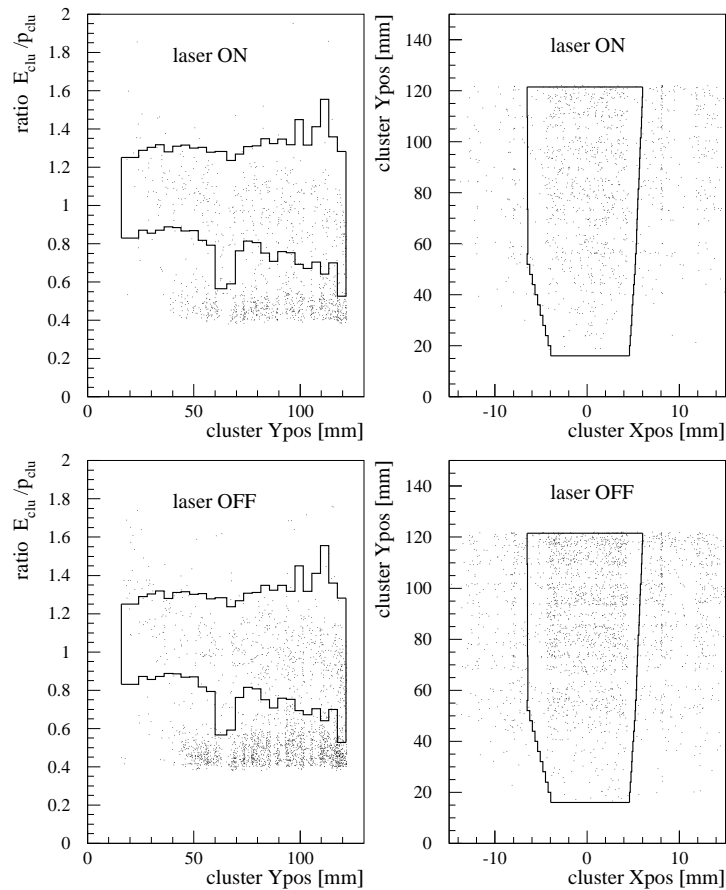 ratio E_clu/p_clu
2
1.8
1.6
1.4
1.2
1
0.8
0.6
0.4
0.2
0
laser ON
0 50 100
cluster Ypos [mm]
cluster Ypos [mm]
140
120
100
80
60
40
20
0
laser ON
-10 0 10
cluster Xpos [mm]
ratio E_clu/p_clu
2
1.8
1.6
1.4
1.2
1
0.8
0.6
0.4
0.2
0
laser OFF
0 50 100
cluster Ypos [mm]
cluster Ypos [mm]
140
120
100
80
60
40
20
0
laser OFF
-10 0 10
cluster Xpos [mm]